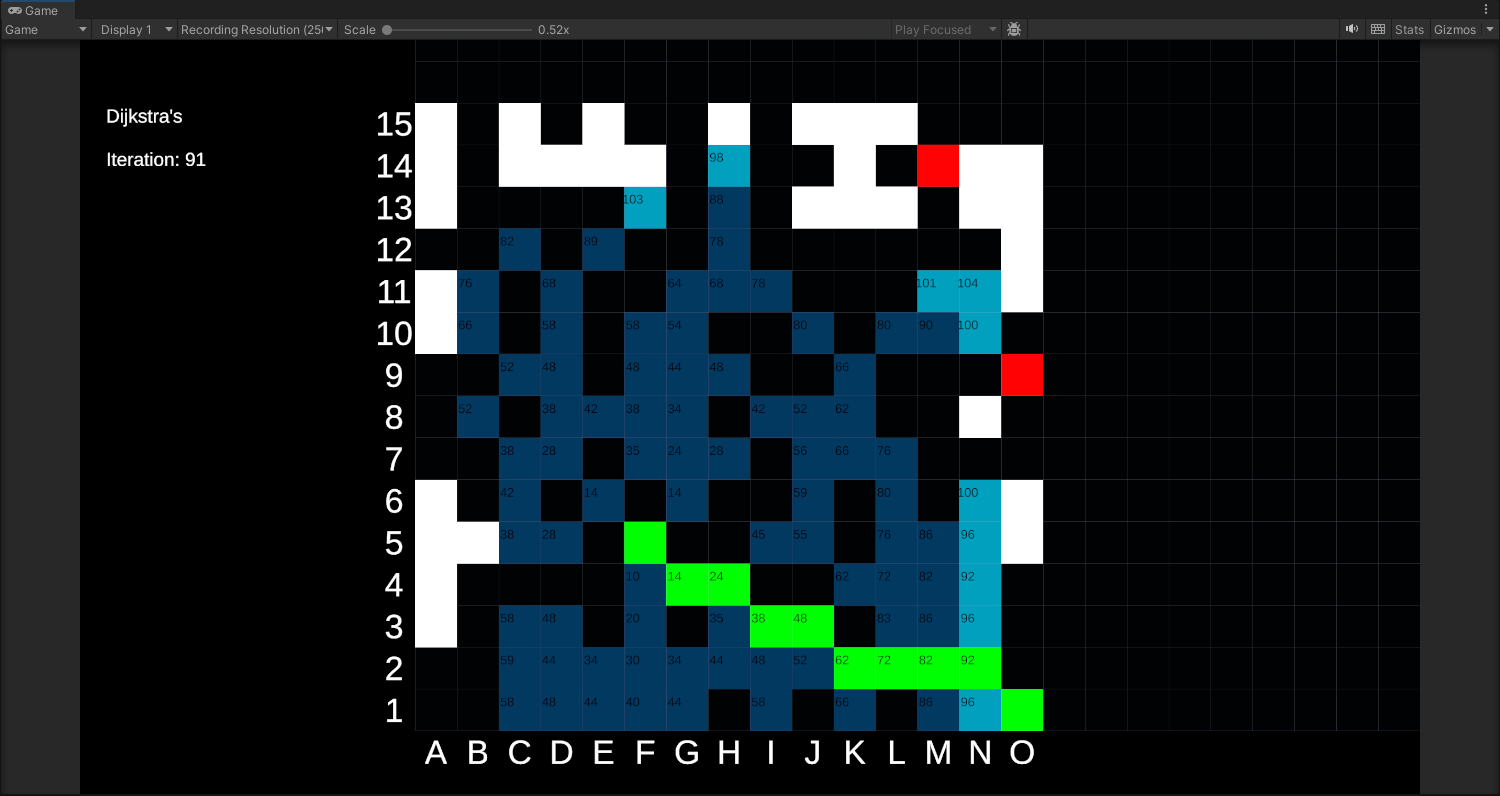 Game
Game Display 1 Recording Resolution (25 Scale 0.52x Play Focused Stats Gizmos
Dijkstra's
Iteration: 91
15
14 98
13 103 88
12 82 89 78
11 76 68 64 68 78 101 104
10 66 58 58 54 80 80 90 100
9 52 48 48 44 48 66
8 52 38 42 38 34 42 52 62
7 38 28 35 24 28 56 66 76
6 42 14 14 59 80 100
5 38 28 45 55 76 86 96
4 10 14 24 62 72 82 92
3 58 48 20 35 38 48 83 86 96
2 59 44 34 30 34 44 48 52 62 72 82 92
1 58 48 44 40 44 58 66 86 96
A B C D E F G H I J K L M N O